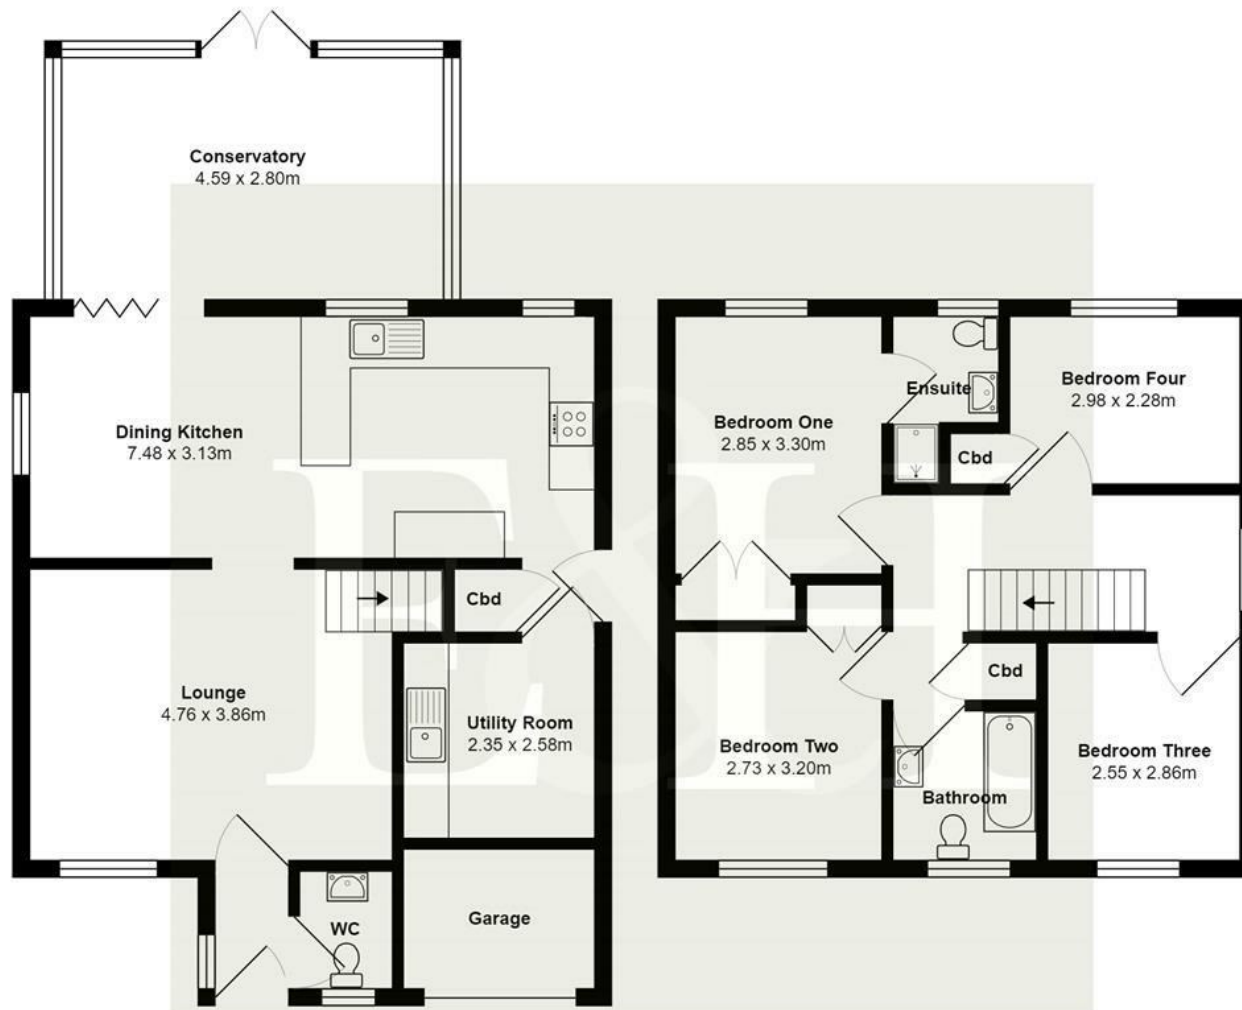 Conservatory
4.59 x 2.80m
Dining Kitchen
7.48 x 3.13m
Cbd
Lounge
4.76 x 3.86m
Utility Room
2.35 x 2.58m
WC
Garage
Bedroom One
2.85 x 3.30m
Ensuite
Bedroom Four
2.98 x 2.28m
Cbd
Cbd
Bedroom Two
2.73 x 3.20m
Bedroom Three
2.55 x 2.86m
Bathroom
E&H